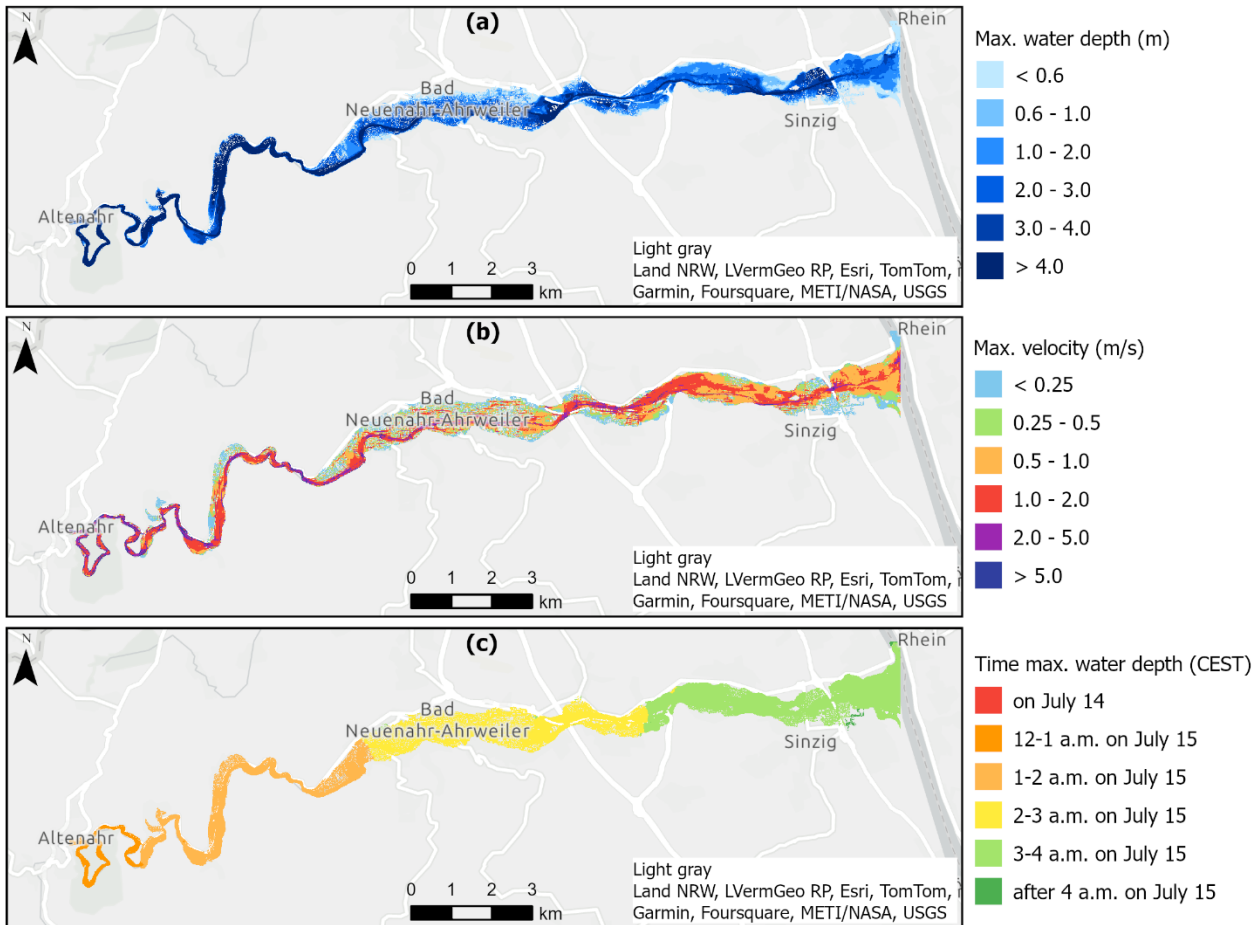 (a)
N
Rhein
Bad
Neuenahr-Ahrweiler
Sinzig
Altenahr
0 1 2 3
km
Light gray
Land NRW, LVermGeo RP, Esri, TomTom,
Garmin, Foursquare, METI/NASA, USGS
Max. water depth (m)
< 0.6
0.6 - 1.0
1.0 - 2.0
2.0 - 3.0
3.0 - 4.0
> 4.0
(b)
N
Rhein
Bad
Neuenahr-Ahrweiler
Sinzig
Altenahr
0 1 2 3
km
Light gray
Land NRW, LVermGeo RP, Esri, TomTom,
Garmin, Foursquare, METI/NASA, USGS
Max. velocity (m/s)
< 0.25
0.25 - 0.5
0.5 - 1.0
1.0 - 2.0
2.0 - 5.0
> 5.0
(c)
N
Rhein
Bad
Neuenahr-Ahrweiler
Sinzig
Altenahr
0 1 2 3
km
Light gray
Land NRW, LVermGeo RP, Esri, TomTom,
Garmin, Foursquare, METI/NASA, USGS
Time max. water depth (CEST)
on July 14
12-1 a.m. on July 15
1-2 a.m. on July 15
2-3 a.m. on July 15
3-4 a.m. on July 15
after 4 a.m. on July 15